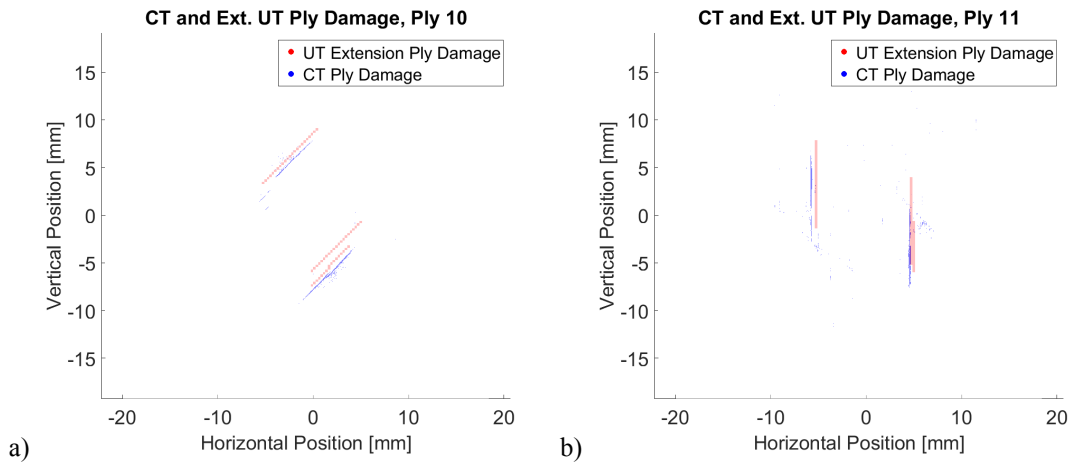 CT and Ext. UT Ply Damage, Ply 10
UT Extension Ply Damage
CT Ply Damage
15
10
5
0
-5
-10
-15
Vertical Position [mm]
-20 -10 0 10 20
Horizontal Position [mm]
a)
CT and Ext. UT Ply Damage, Ply 11
UT Extension Ply Damage
CT Ply Damage
15
10
5
0
-5
-10
-15
Vertical Position [mm]
-20 -10 0 10 20
Horizontal Position [mm]
b)